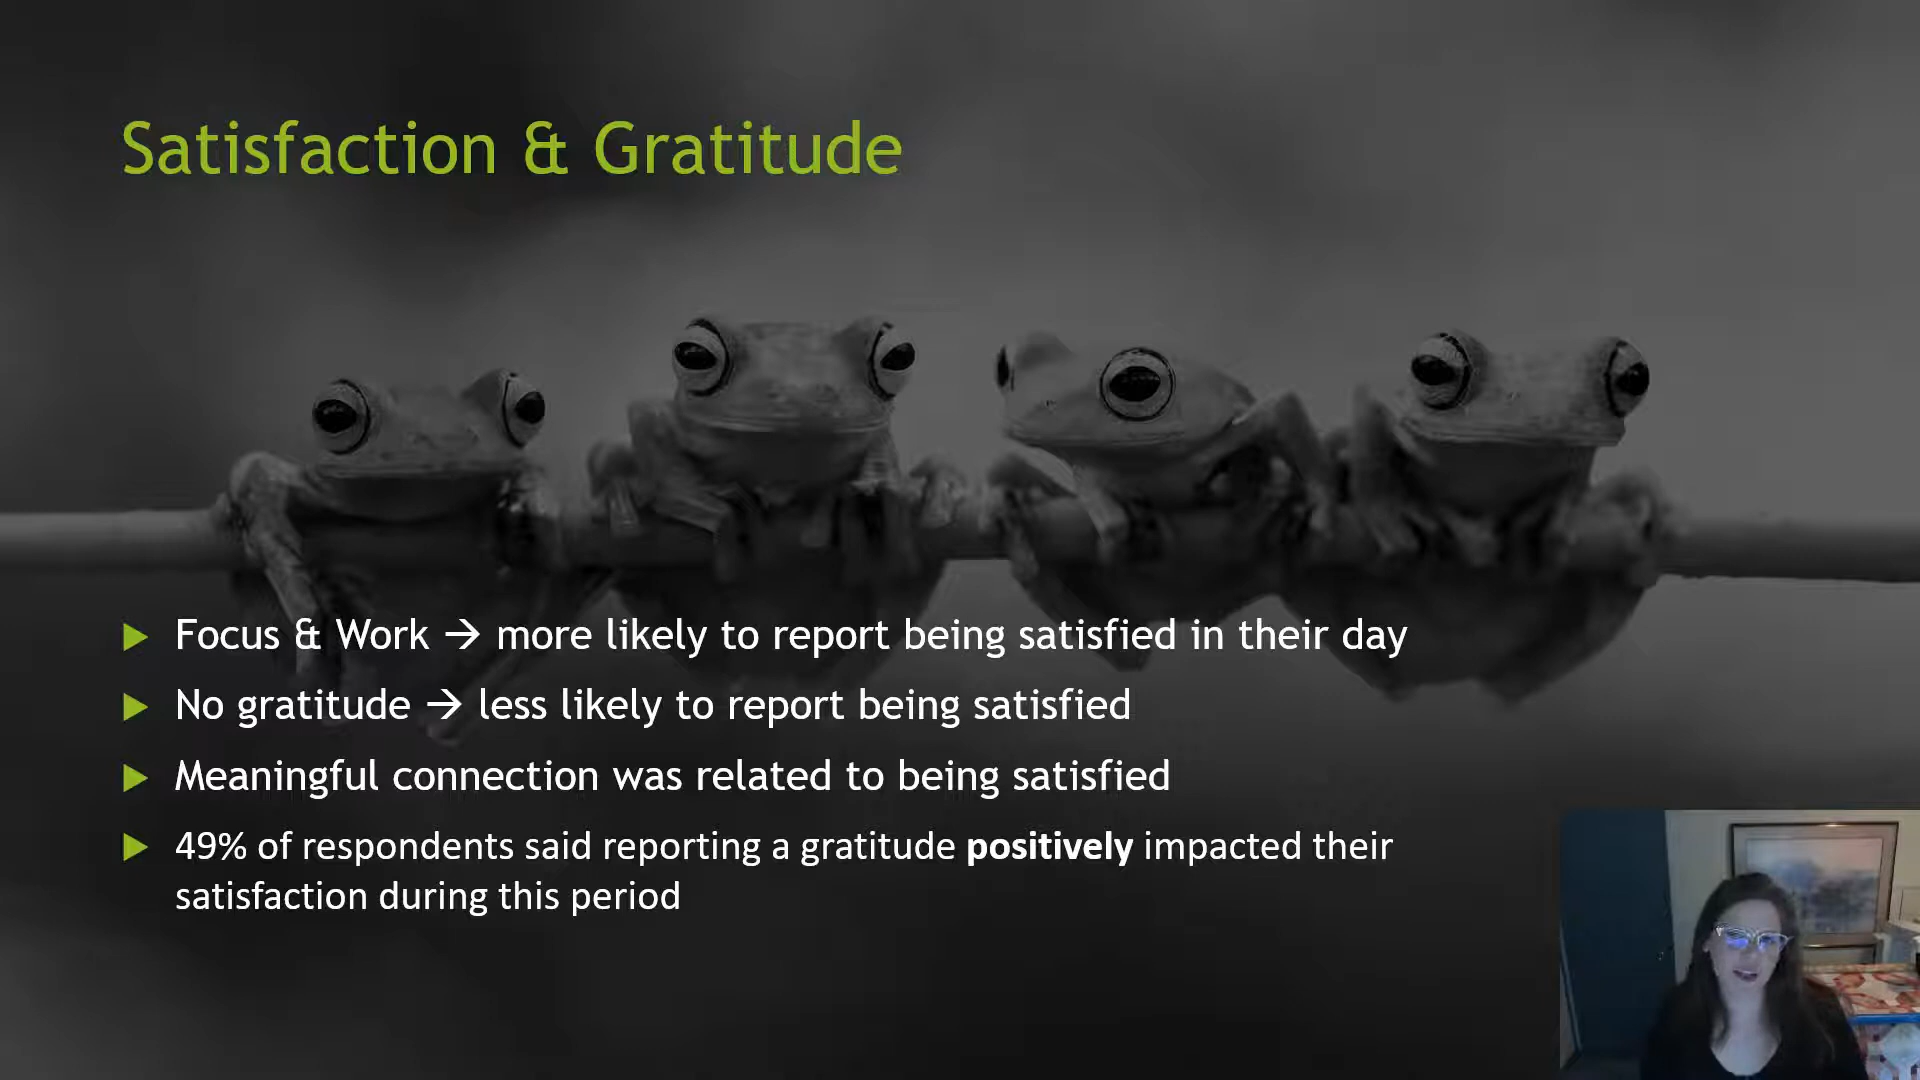 Satisfaction & Gratitude
Focus & Work → more likely to report being satisfied in their day
No gratitude → less likely to report being satisfied
Meaningful connection was related to being satisfied
49% of respondents said reporting a gratitude positively impacted their
satisfaction during this period